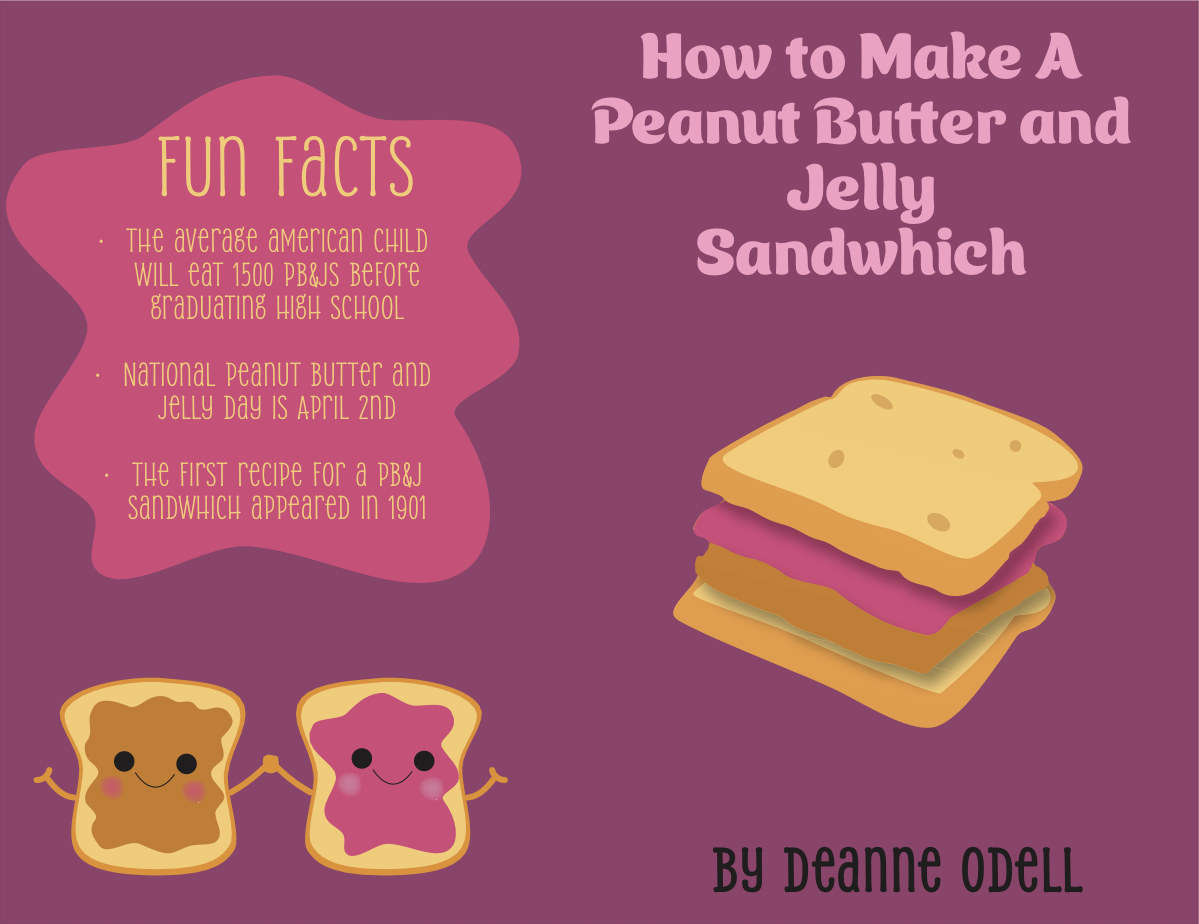 FUN FACTS
· THE AVERAGE AMERICAN CHILD
WILL EAT 1500 PB&JS BEFORE
GRADUATING HIGH SCHOOL
· NATIONAL PEANUT BUTTER AND
JELLY DAY IS APRIL 2ND
· THE FIRST RECIPE FOR A PB&J
SANDWHICH APPEARED IN 1901
How to Make A
Peanut Butter and
Jelly
Sandwhich
BY DEANNE ODELL